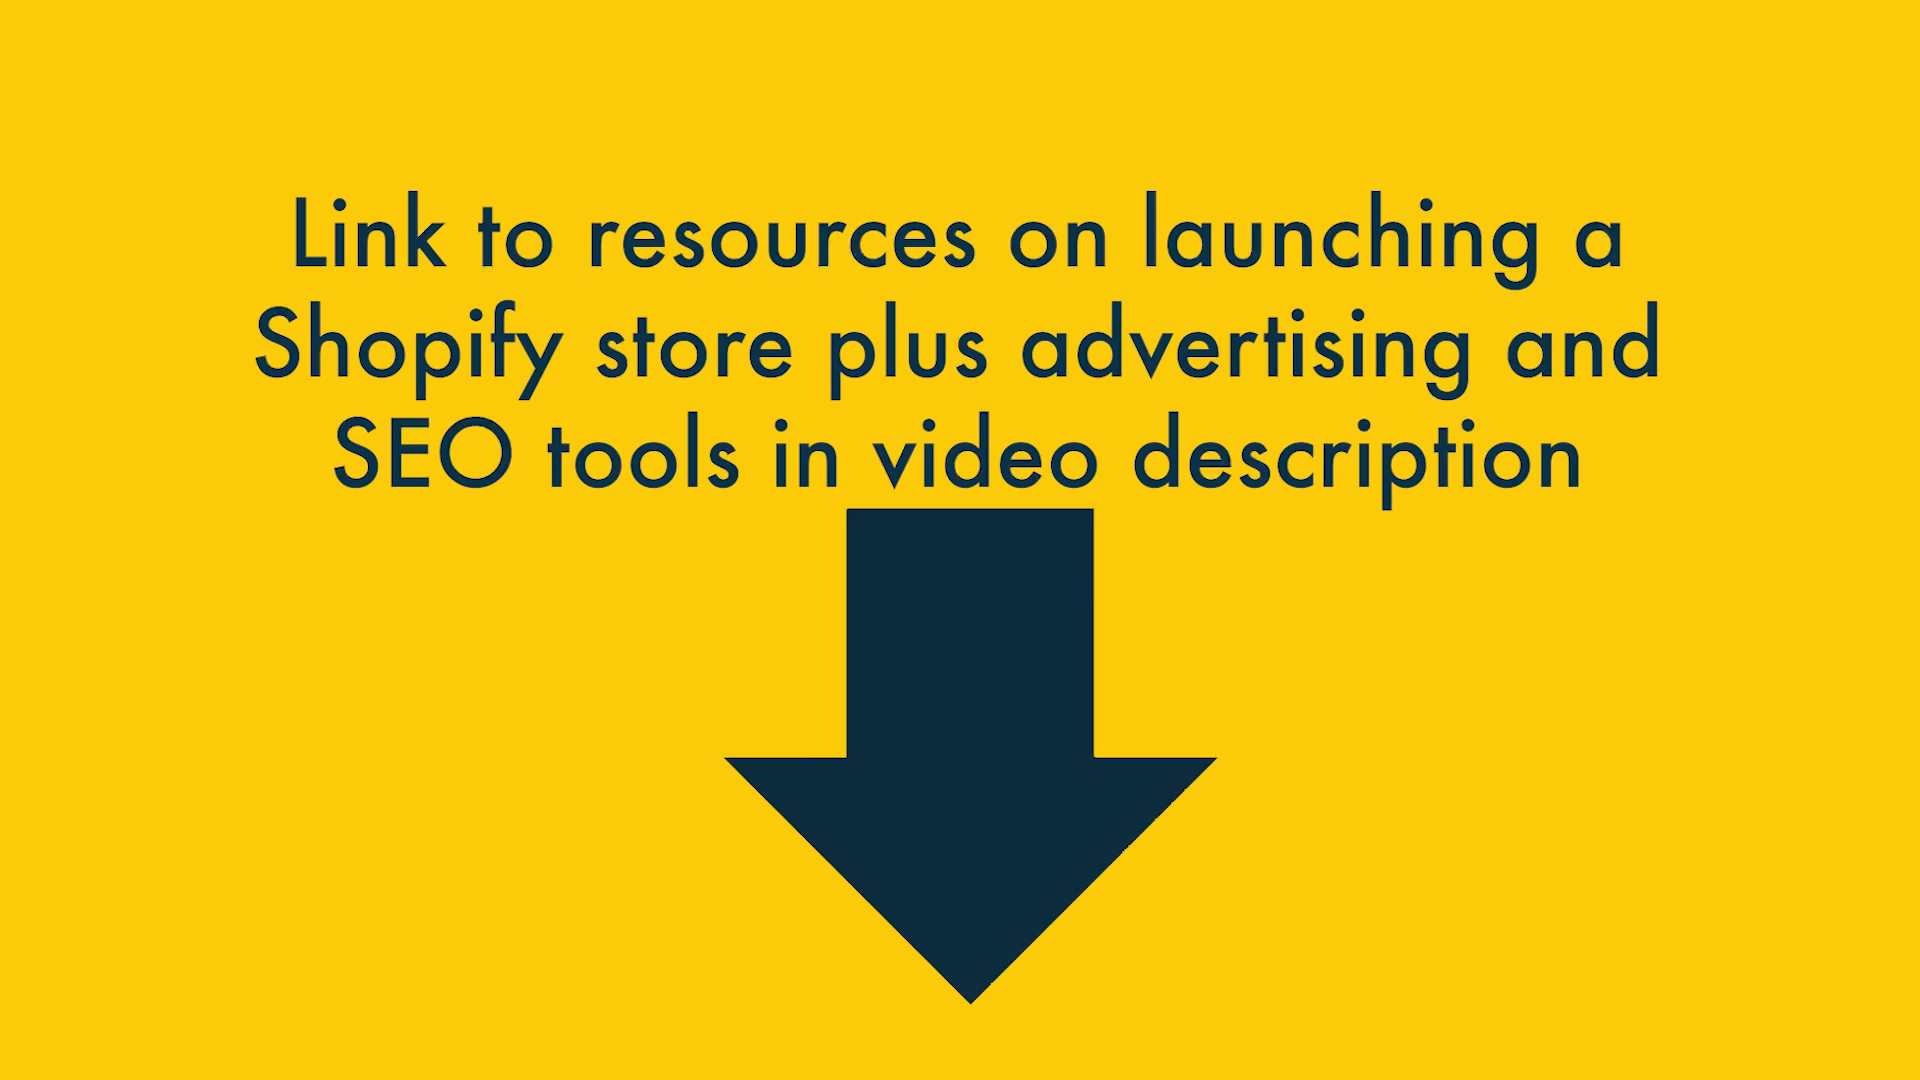 Link to resources on launching a
Shopify store plus advertising and
SEO tools in video description